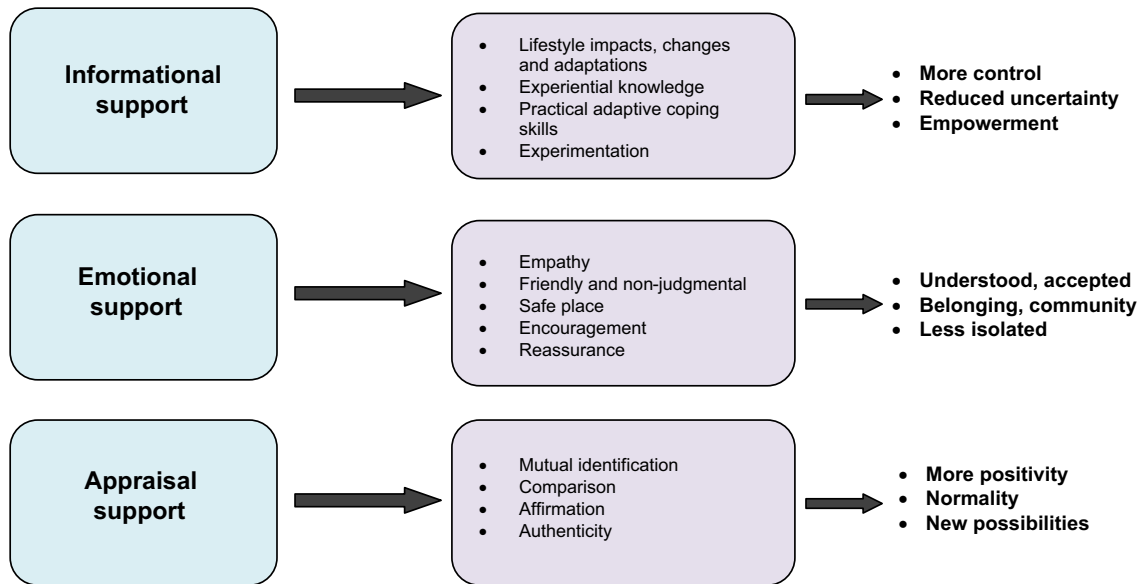 Informational
support
• Lifestyle impacts, changes
and adaptations
• Experiential knowledge
• Practical adaptive coping
skills
• Experimentation
• More control
• Reduced uncertainty
• Empowerment
Emotional
support
• Empathy
• Friendly and non-judgmental
• Safe place
• Encouragement
• Reassurance
• Understood, accepted
• Belonging, community
• Less isolated
Appraisal
support
• Mutual identification
• Comparison
• Affirmation
• Authenticity
• More positivity
• Normality
• New possibilities